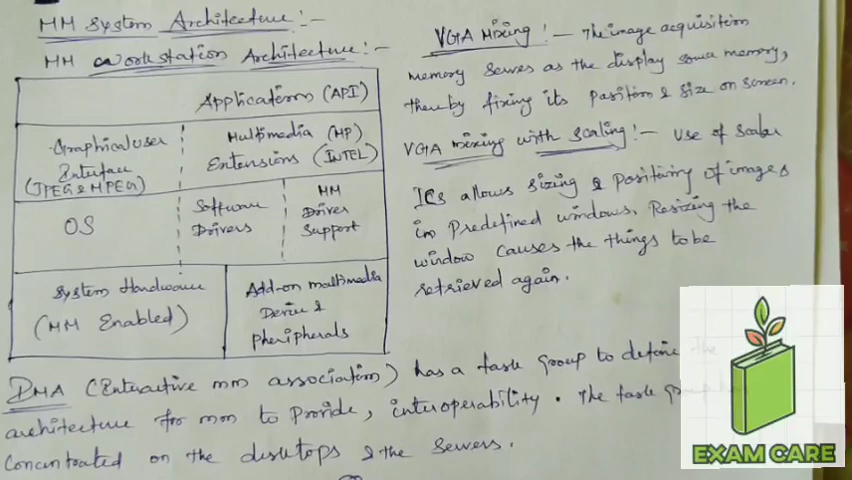 MM System Architecture :-
MM Workstation Architecture :-
Applications (API)
Graphical user
Interface
(JPEG & MPEG)
Multimedia (MP)
Extensions (INTEL)
OS
Software
Drivers
MM
Driver
Support
System Hardware
(MM Enabled)
Add-on multimedia
Device &
pheripherals
VGA Mixing :- The image acquisition
memory serves as the display memory,
thereby fixing its position & size on screen.
VGA mixing with scaling :- Use of scalar
ICs allows sizing & positioning of images
in Predefined windows. Resizing the
window causes the things to be
retrieved again.
IMA (Interactive mm association) has a task group to define the
architecture for mm to provide, interoperability. The task group
concentrated on the desktops & the servers.
EXAM CARE